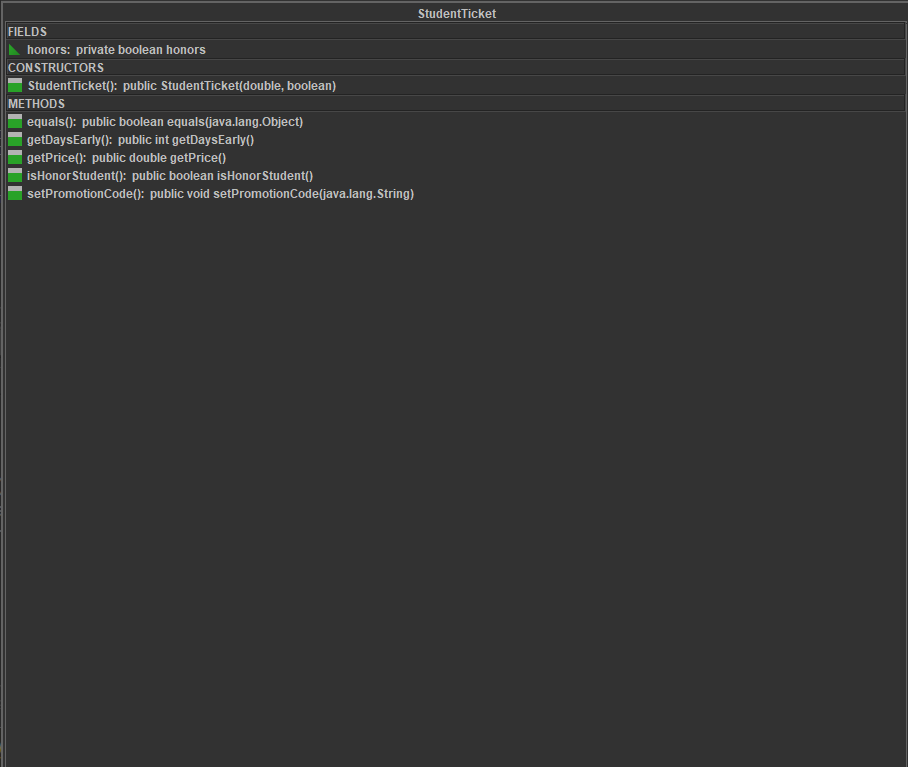 StudentTicket
FIELDS
honors: private boolean honors
CONSTRUCTORS
StudentTicket(): public StudentTicket(double, boolean)
METHODS
equals(): public boolean equals(java.lang.Object)
getDaysEarly(): public int getDaysEarly()
getPrice(): public double getPrice()
isHonorStudent(): public boolean isHonorStudent()
setPromotionCode(): public void setPromotionCode(java.lang.String)